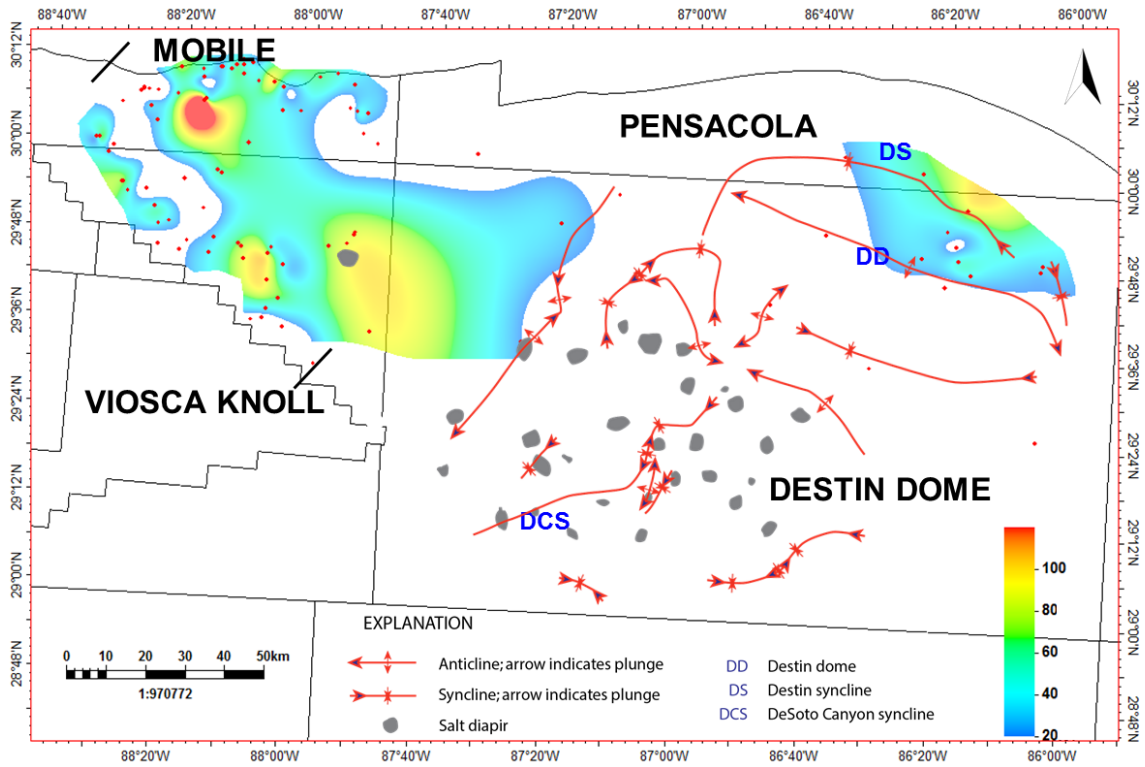 88°40'W 88°20'W 88°00'W 87°40'W 87°20'W 87°00'W 86°40'W 86°20'W 86°00'W
30°12'N
30°00'N
29°48'N
29°36'N
29°24'N
29°12'N
29°00'N
28°48'N
MOBILE
PENSACOLA
DS
DD
VIOSCA KNOLL
DESTIN DOME
DCS
30°12'N
30°00'N
29°48'N
29°36'N
29°24'N
29°12'N
29°00'N
28°48'N
100
80
60
40
20
EXPLANATION
Anticline; arrow indicates plunge
Syncline; arrow indicates plunge
Salt diapir
DD Destin dome
DS Destin syncline
DCS DeSoto Canyon syncline
0 10 20 30 40 50km
1:970772
88°20'W 88°00'W 87°40'W 87°20'W 87°00'W 86°40'W 86°20'W 86°00'W